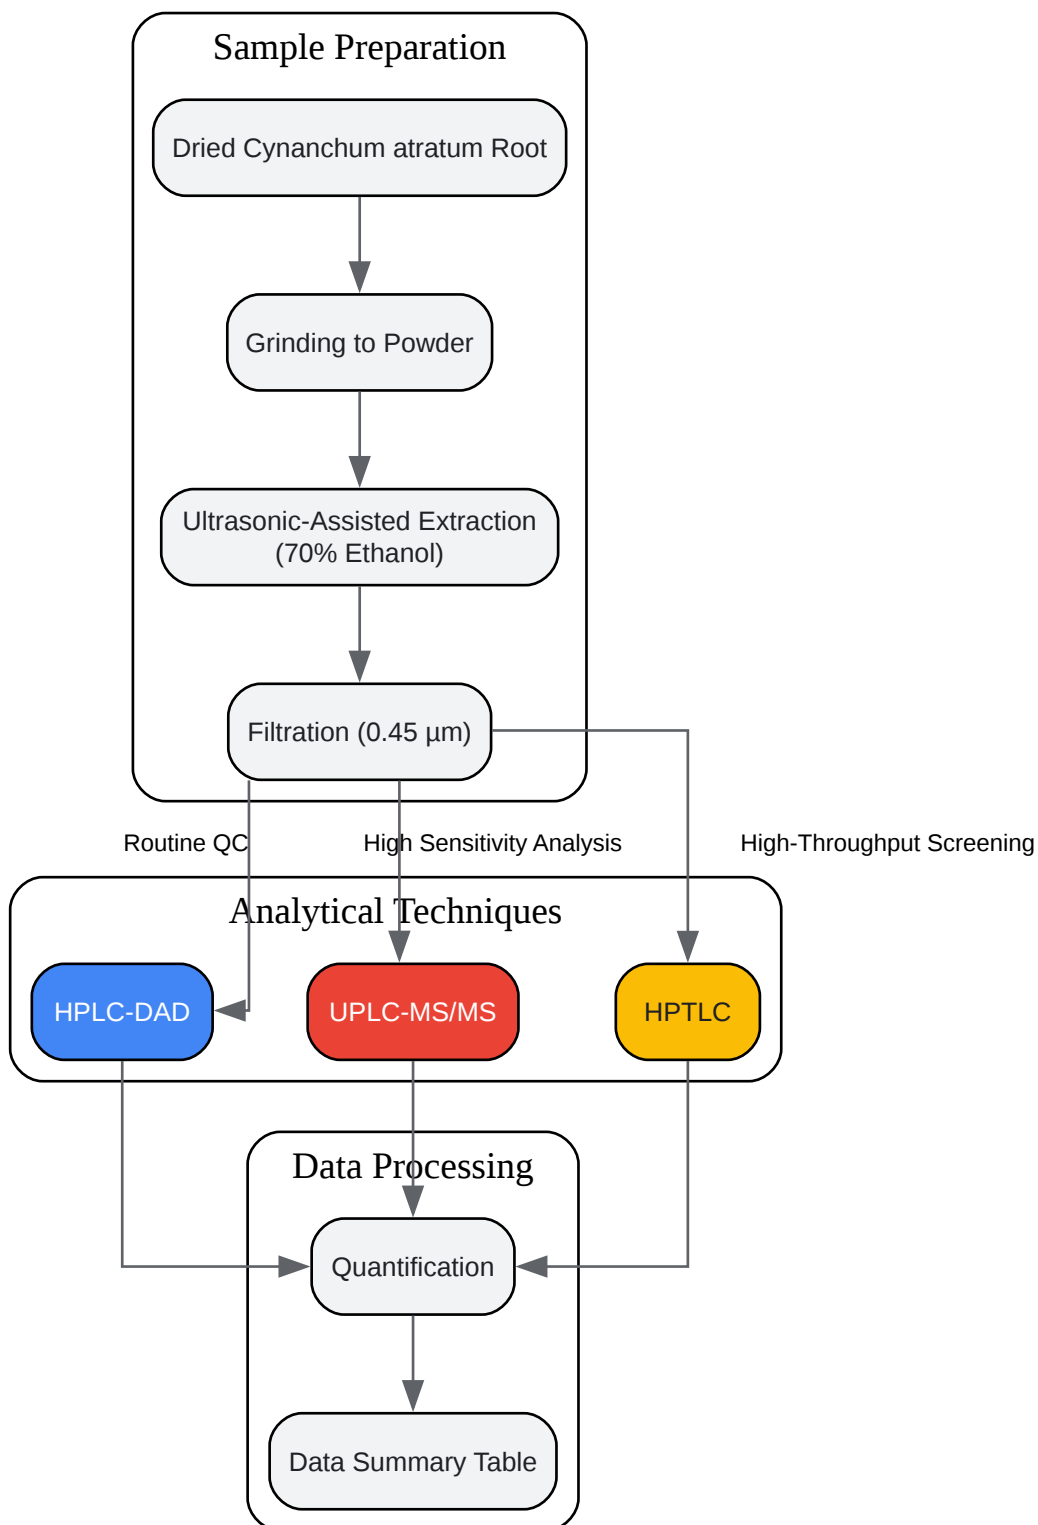 Sample Preparation
Dried Cynanchum atratum Root
Grinding to Powder
Ultrasonic-Assisted Extraction
(70% Ethanol)
Filtration (0.45 µm)
Routine QC
High Sensitivity Analysis
High-Throughput Screening
Analytical Techniques
HPLC-DAD
UPLC-MS/MS
HPTLC
Data Processing
Quantification
Data Summary Table